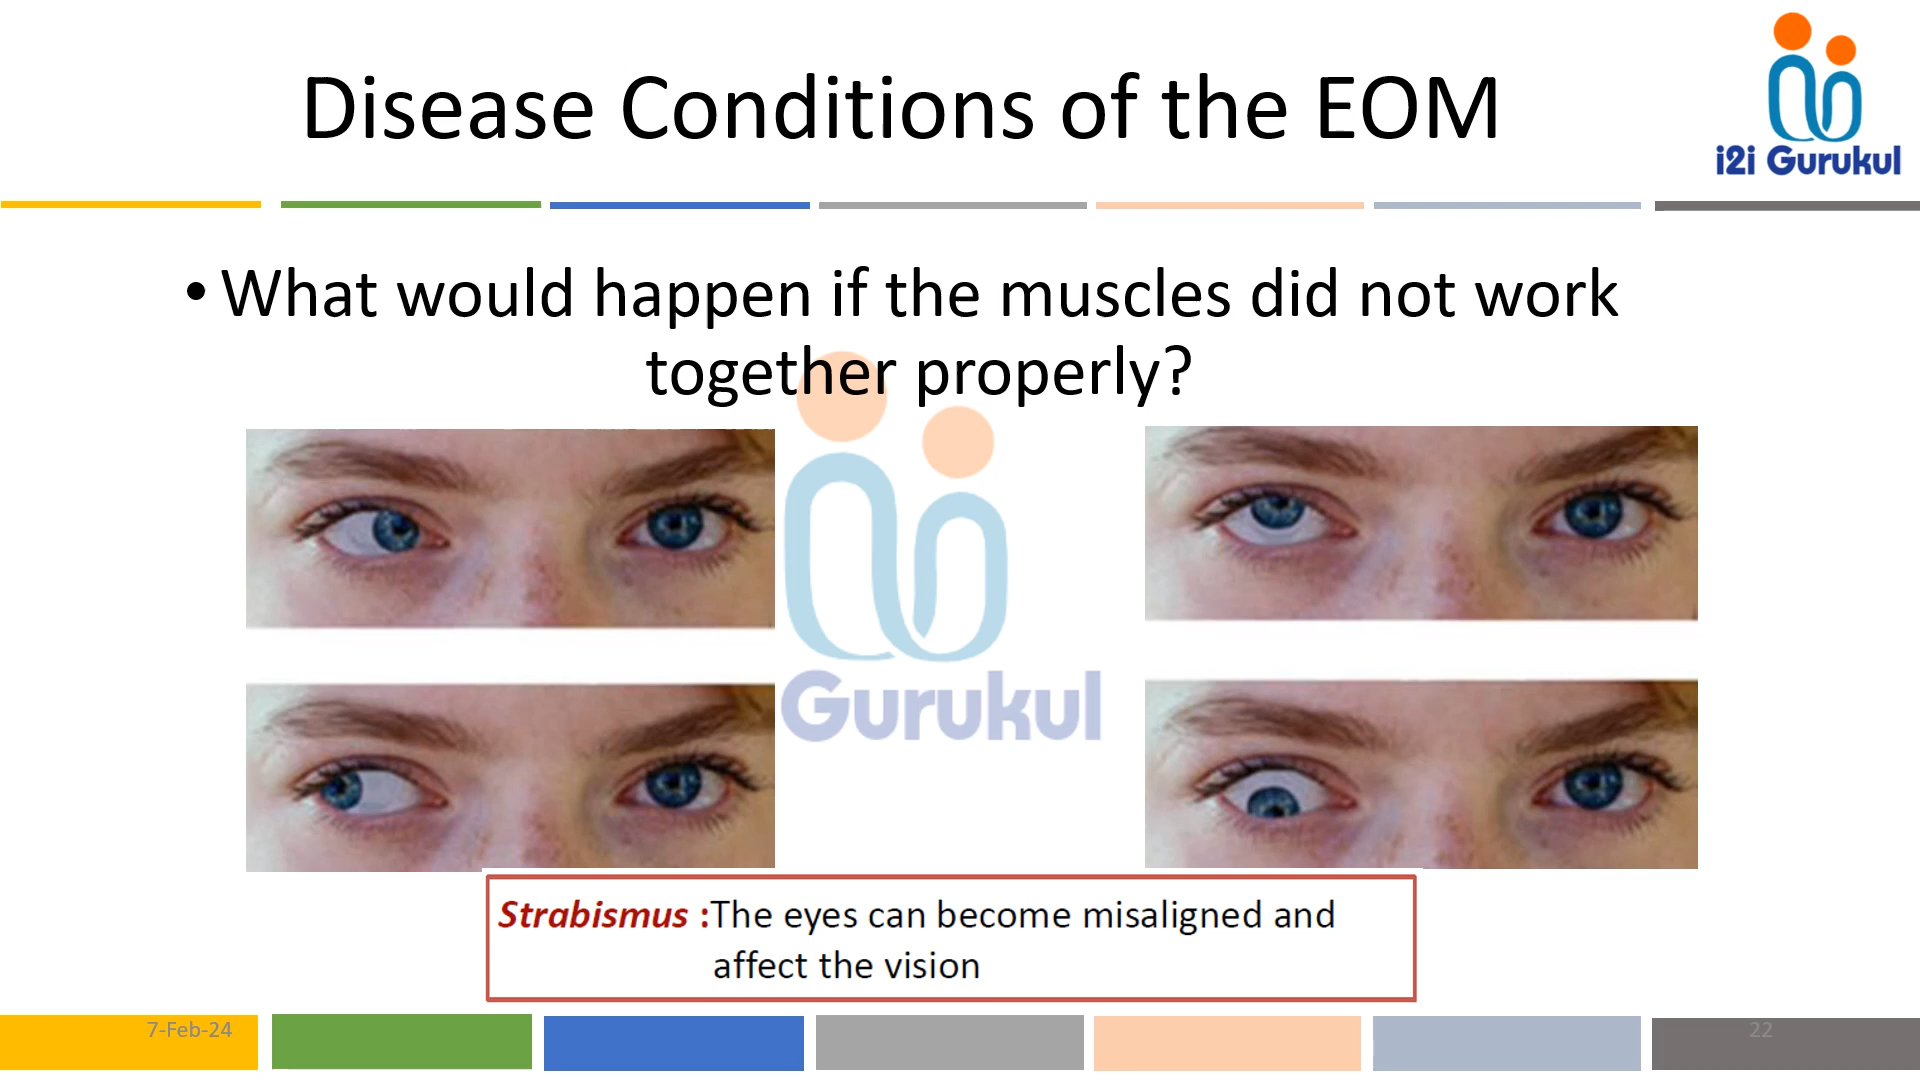 Disease Conditions of the EOM
i2i Gurukul
• What would happen if the muscles did not work
together properly?
Gurukul
Strabismus :The eyes can become misaligned and
affect the vision
7-Feb-24
22